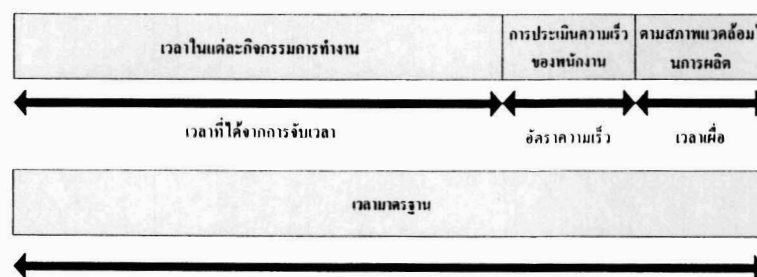 เวลาในแต่ละกิจกรรมการทำงาน
การประเมินความเร็ว
ของพนักงาน
ตามสภาพแวดล้อมใ
นการผลิต
เวลาที่ได้จากการจับเวลา
อัตราความเร็ว
เวลาเผื่อ
เวลามาตรฐาน